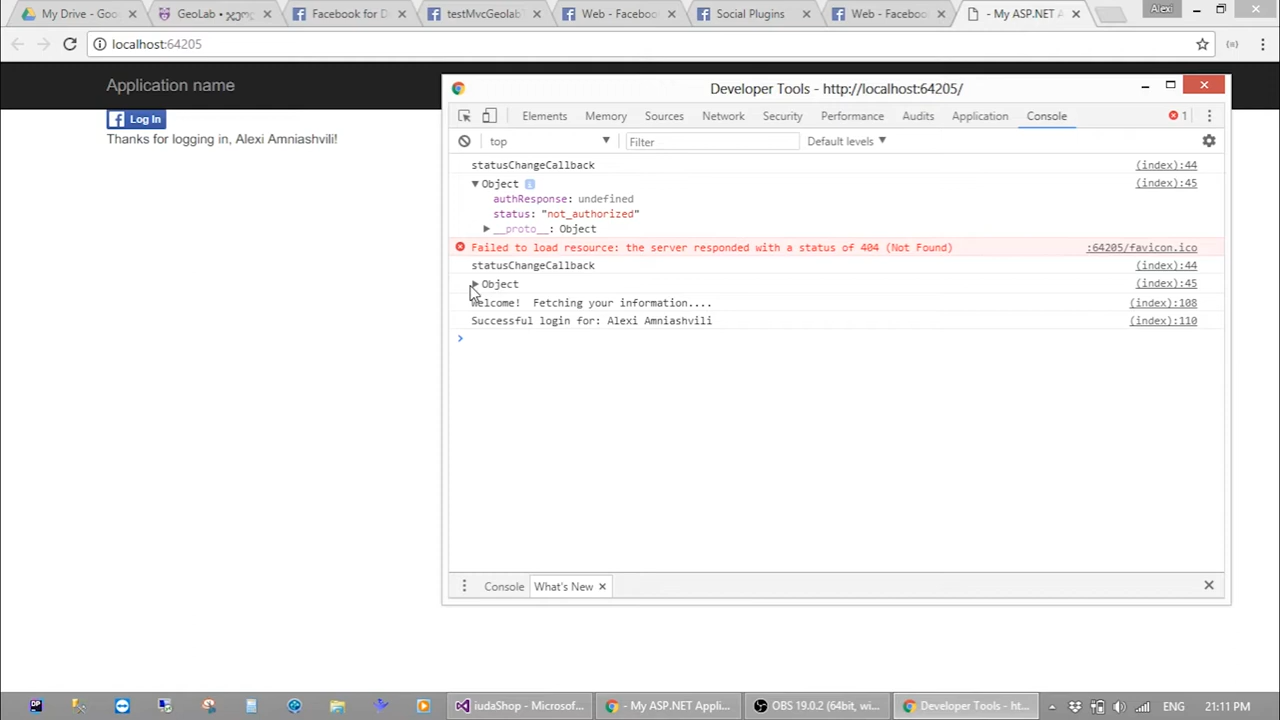 My Drive - Goo
GeoLab •
Facebook for D
testMvcGeolab
Web - Faceboo
Social Plugins
Web - Faceboo
- My ASP.NET A
Alexi
localhost:64205
Application name
Log In
Thanks for logging in, Alexi Amniashvili!
Developer Tools - http://localhost:64205/
Elements Memory Sources Network Security Performance Audits Application Console 1
top Filter Default levels
statusChangeCallback (index):44
Object (index):45
authResponse: undefined
status: "not_authorized"
__proto__: Object
Failed to load resource: the server responded with a status of 404 (Not Found) :64205/favicon.ico
statusChangeCallback (index):44
Object (index):45
Welcome! Fetching your information.... (index):108
Successful login for: Alexi Amniashvili (index):110
Console What's New
iudaShop - Microsof...
- My ASP.NET Appli...
OBS 19.0.2 (64bit, wi...
Developer Tools - ht...
ENG 21:11 PM